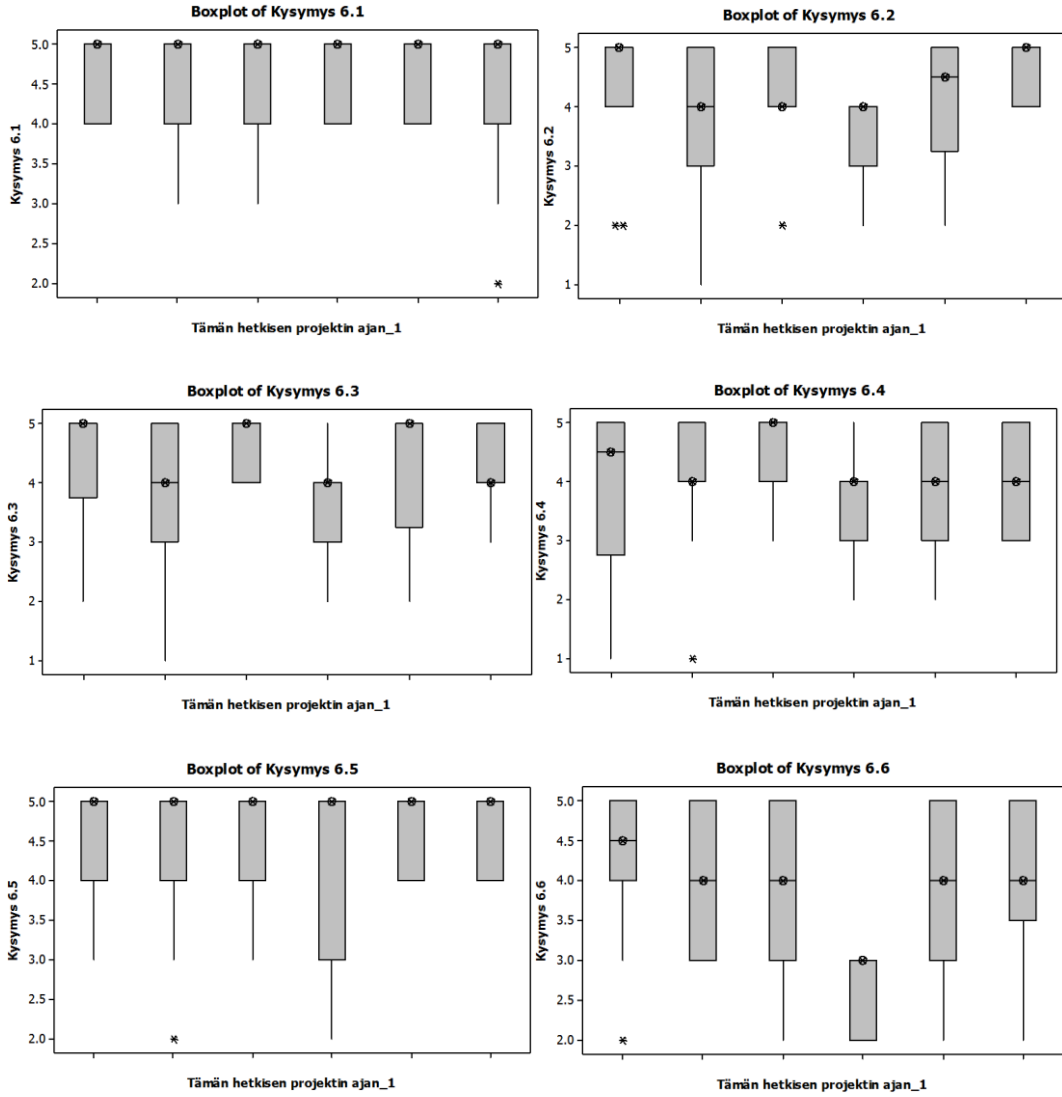 Boxplot of Kysymys 6.1
5.0
4.5
4.0
3.5
3.0
2.5
2.0
Kysymys 6.1
Tämän hetkisen projektin ajan_1
Boxplot of Kysymys 6.2
5
4
3
2
1
Kysymys 6.2
Tämän hetkisen projektin ajan_1
Boxplot of Kysymys 6.3
5
4
3
2
1
Kysymys 6.3
Tämän hetkisen projektin ajan_1
Boxplot of Kysymys 6.4
5
4
3
2
1
Kysymys 6.4
Tämän hetkisen projektin ajan_1
Boxplot of Kysymys 6.5
5.0
4.5
4.0
3.5
3.0
2.5
2.0
Kysymys 6.5
Tämän hetkisen projektin ajan_1
Boxplot of Kysymys 6.6
5.0
4.5
4.0
3.5
3.0
2.5
2.0
Kysymys 6.6
Tämän hetkisen projektin ajan_1